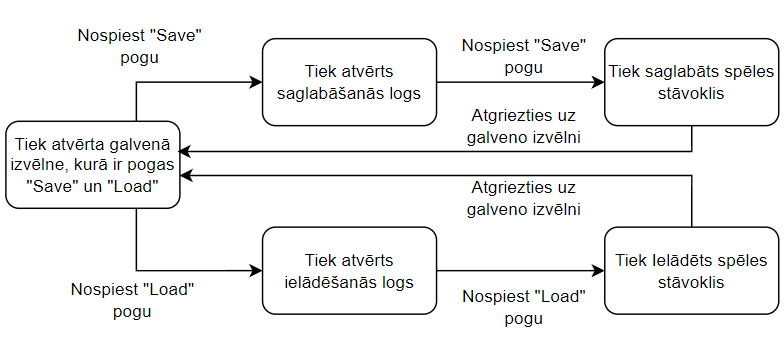 Nospiest "Save"
pogu
Tiek atvērts
saglabāšanās logs
Nospiest "Save"
pogu
Tiek saglabāts spēles
stāvoklis
Atgriezties uz
galveno izvēlni
Tiek atvērta galvenā
izvēlne, kurā ir pogas
"Save" un "Load"
Atgriezties uz
galveno izvēlni
Nospiest "Load"
pogu
Tiek atvērts
ielādēšanās logs
Nospiest "Load"
pogu
Tiek Ielādēts spēles
stāvoklis